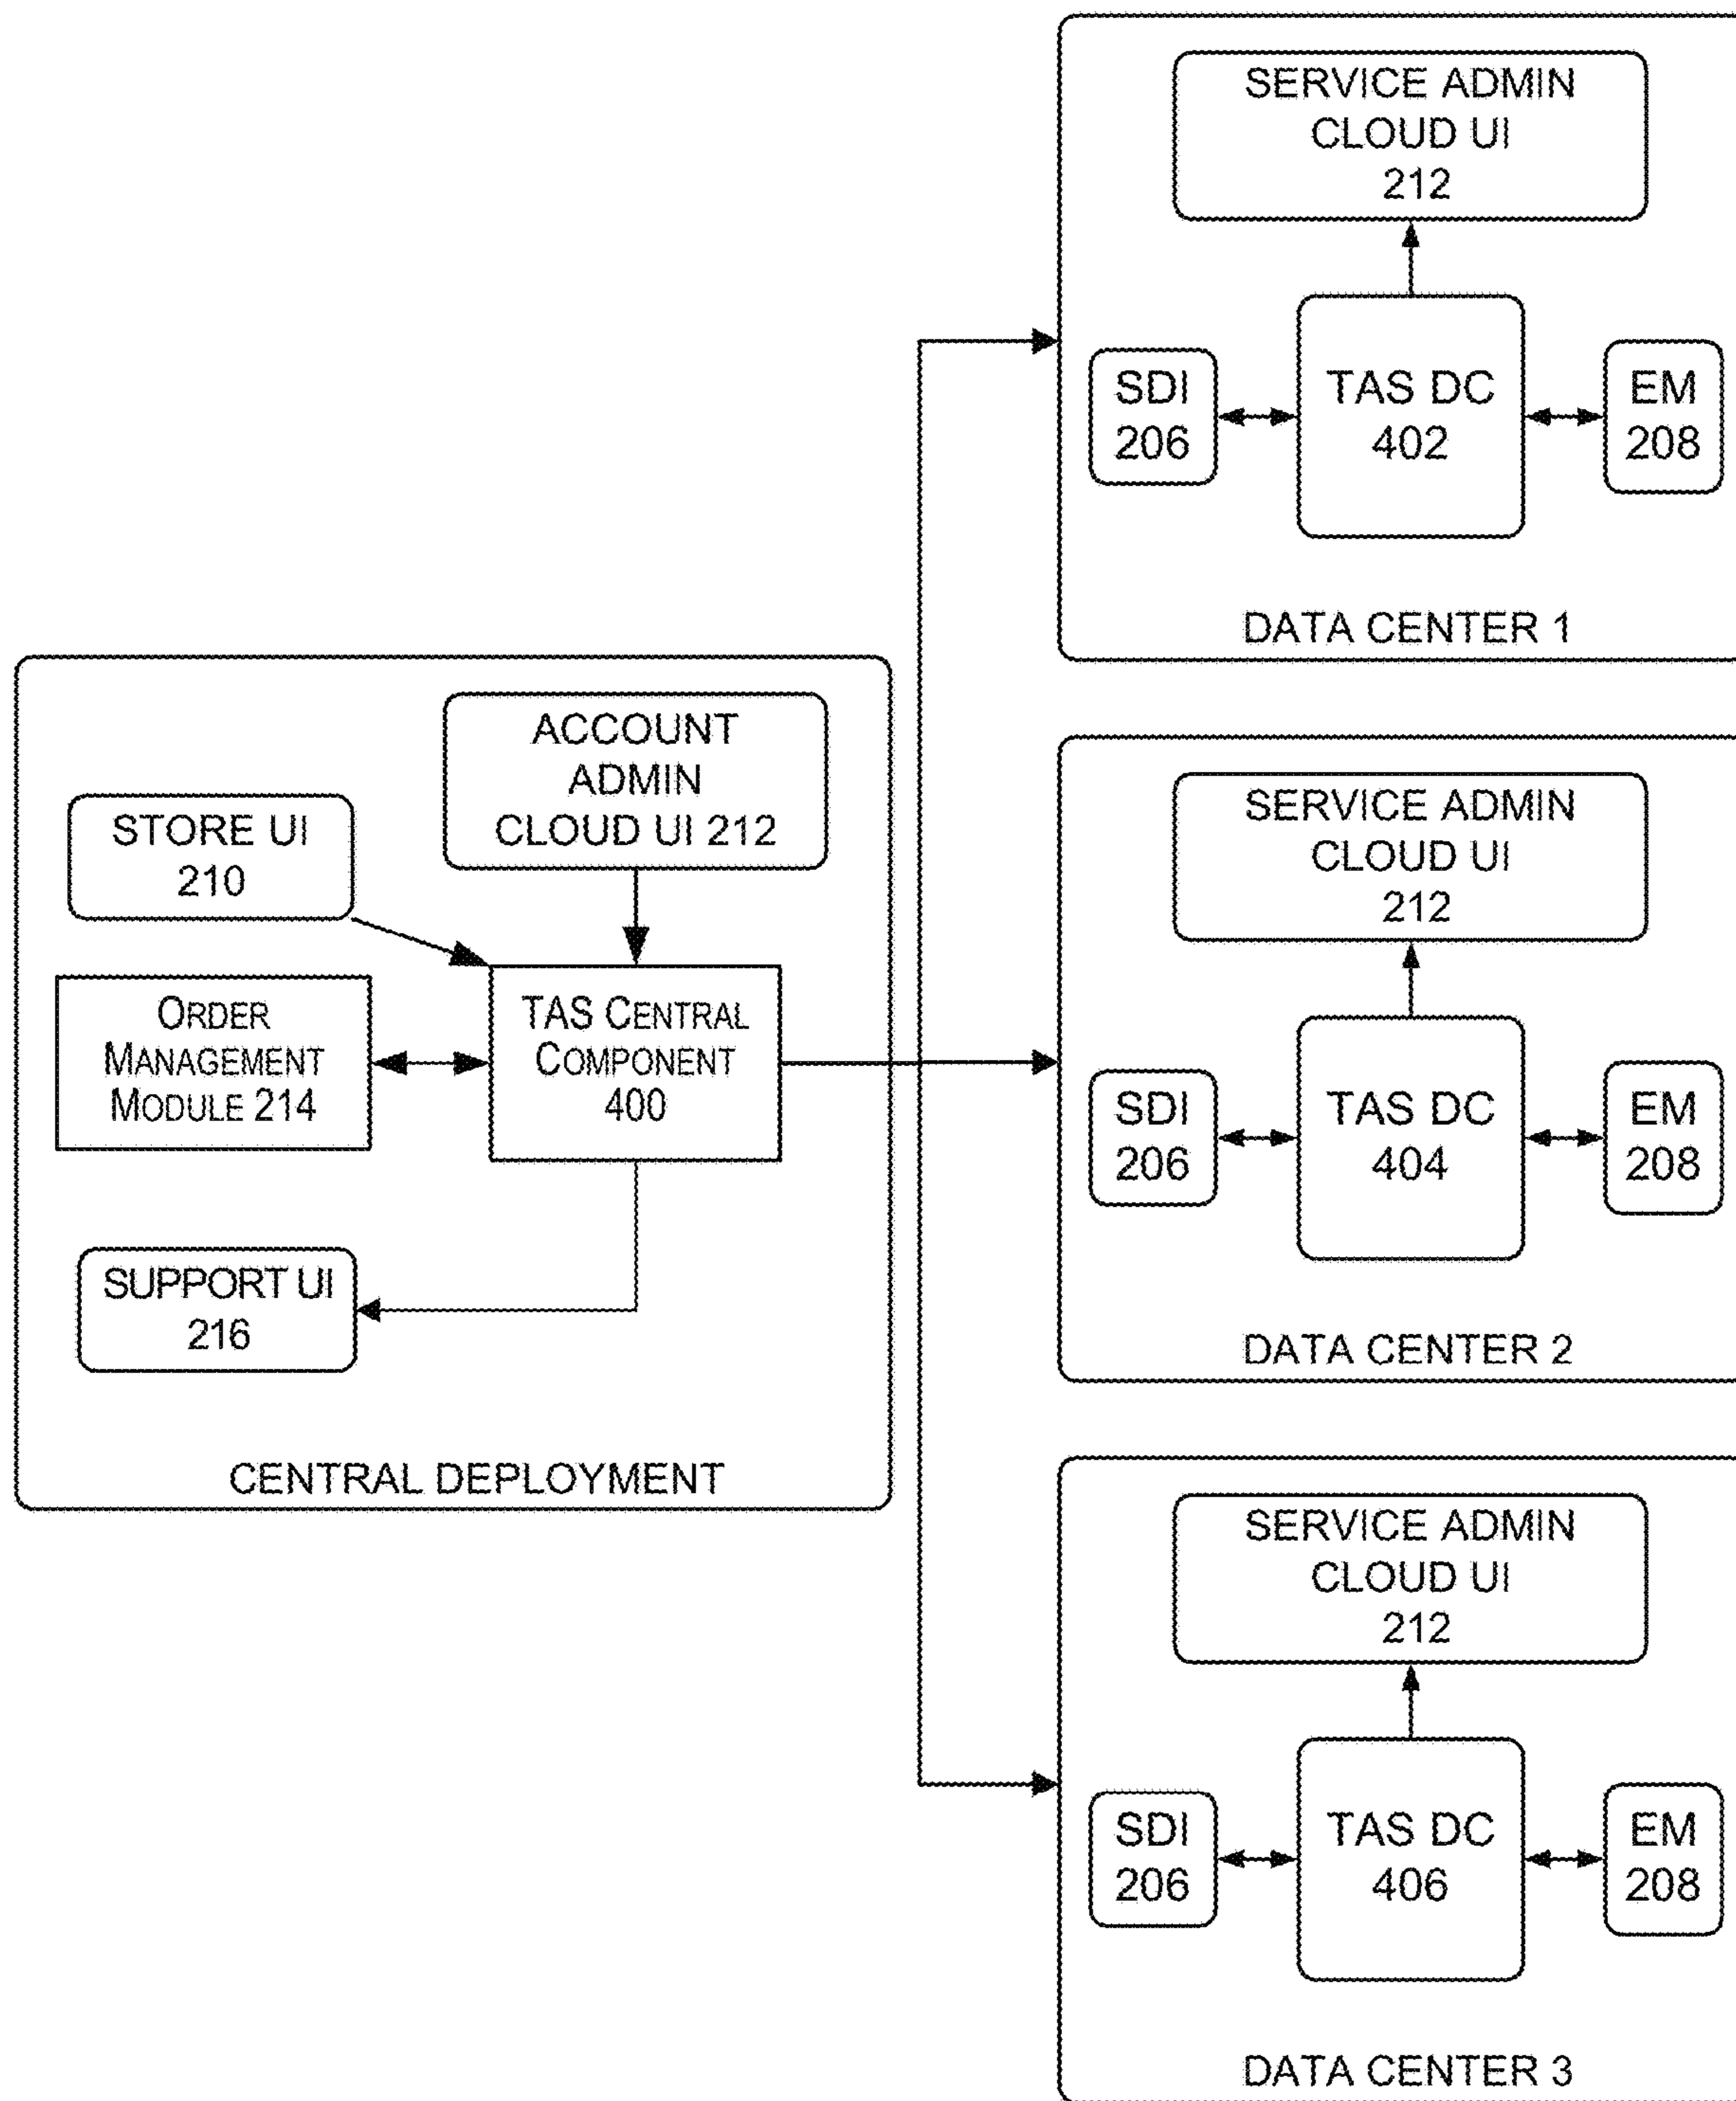 SERVICE ADMIN
CLOUD UI
212
SDI
206
TAS DC
402
EM
208
DATA CENTER 1
ACCOUNT
ADMIN
CLOUD UI 212
STORE UI
210
ORDER
MANAGEMENT
MODULE 214
TAS CENTRAL
COMPONENT
400
SUPPORT UI
216
CENTRAL DEPLOYMENT
SERVICE ADMIN
CLOUD UI
212
SDI
206
TAS DC
404
EM
208
DATA CENTER 2
SERVICE ADMIN
CLOUD UI
212
SDI
206
TAS DC
406
EM
208
DATA CENTER 3